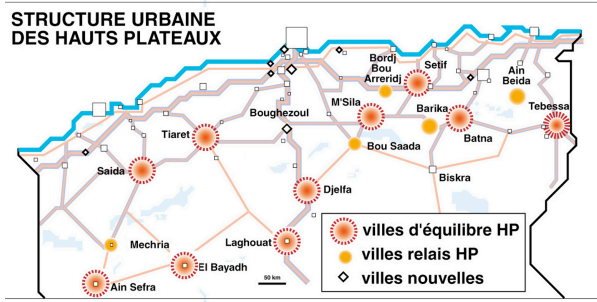 STRUCTURE URBAINE
DES HAUTS PLATEAUX
Bordj
Bou
Arreridj
Setif
Ain
Beida
M'Sila
Barika
Tebessa
Boughezoul
Tiaret
Batna
Bou Saada
Saida
Biskra
Djelfa
Mechria
Laghouat
El Bayadh
Ain Sefra
50 km
villes d'équilibre HP
villes relais HP
villes nouvelles